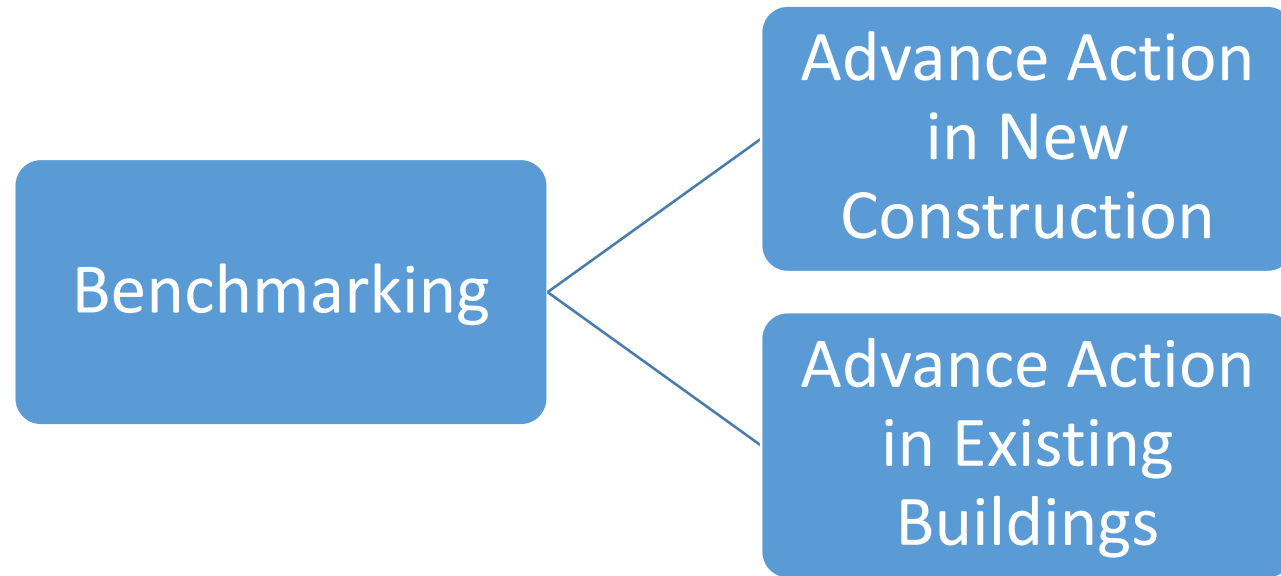 Benchmarking
Advance Action
in New
Construction
Advance Action
in Existing
Buildings